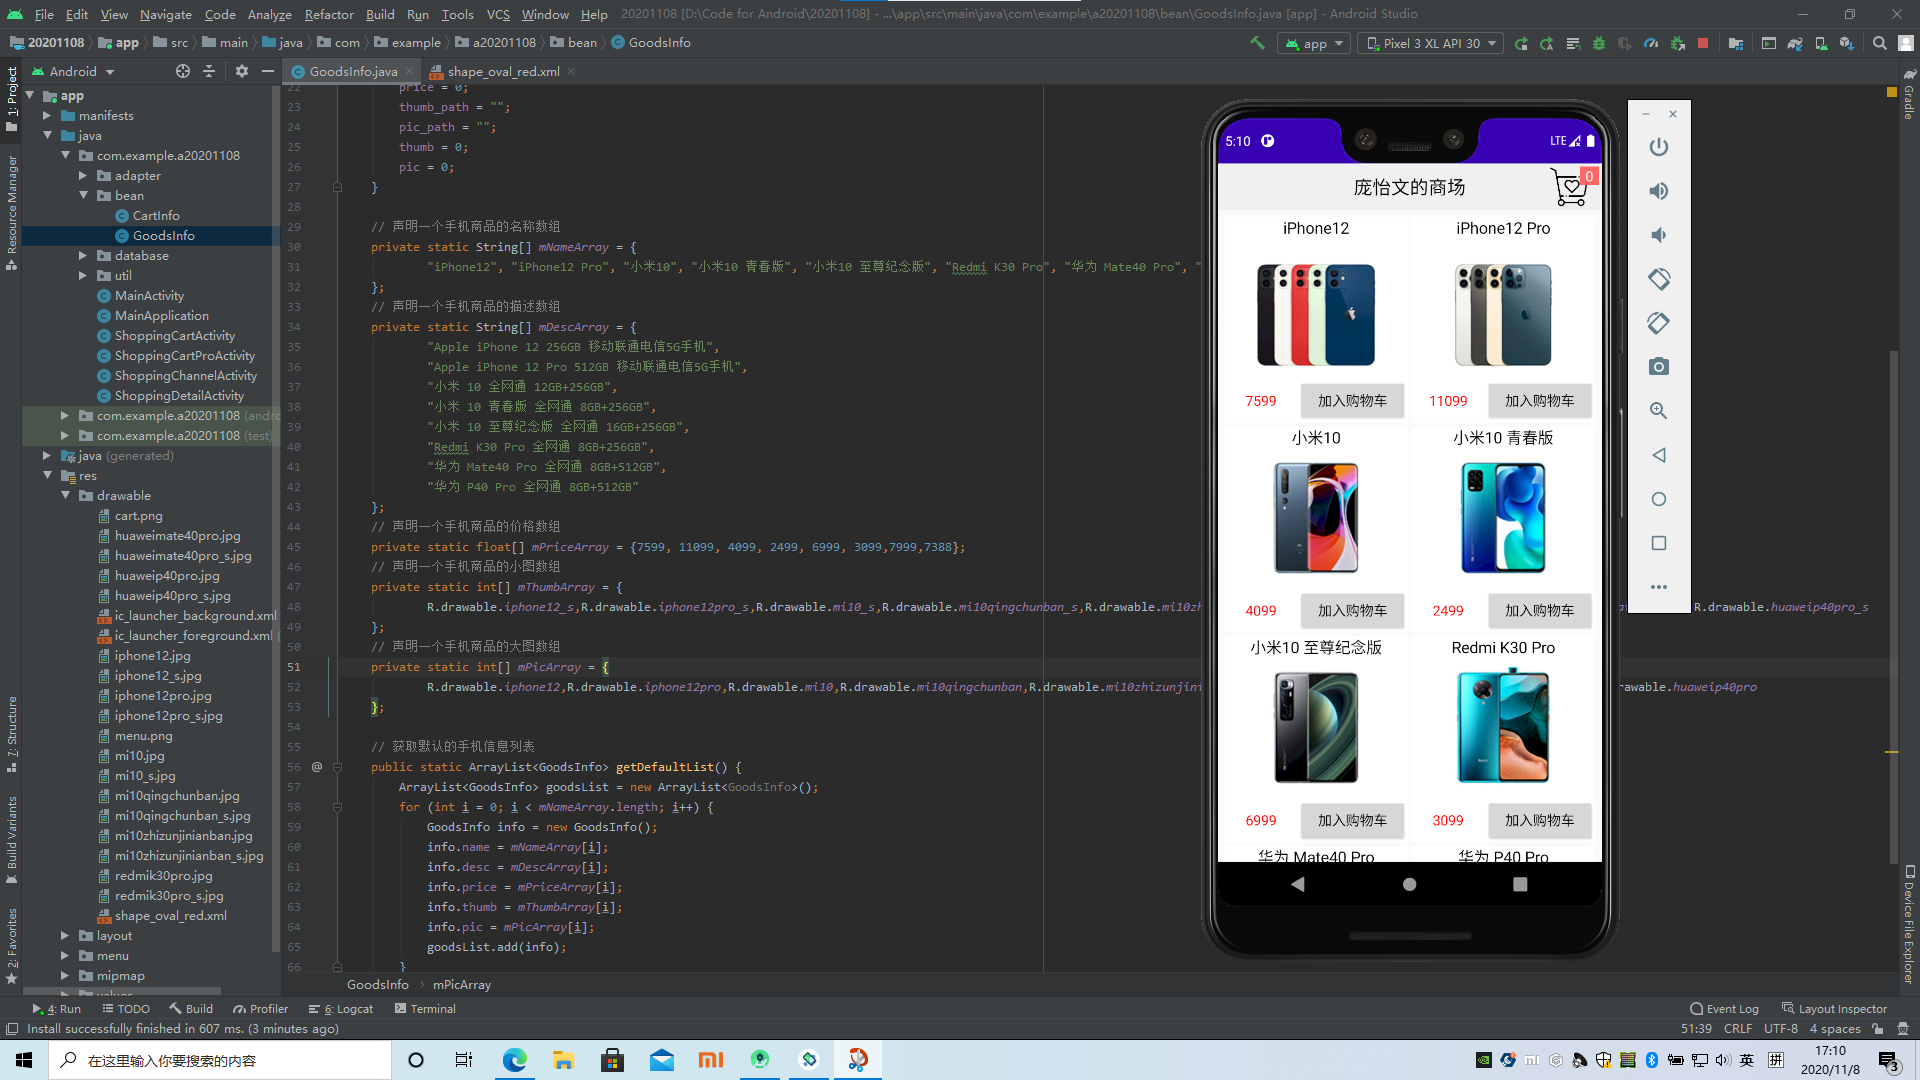 File Edit View Navigate Code Analyze Refactor Build Run Tools VCS Window Help 20201108 [D:\Code for Android\20201108] - ...\app\src\main\java\com\example\a20201108\bean\GoodsInfo.java [app] - Android Studio
20201108 app src main java com example a20201108 bean GoodsInfo
app Pixel 3 XL API 30
Android
GoodsInfo.java
shape_oval_red.xml
1: Project
Resource Manager
7: Structure
Build Variants
2: Favorites
Gradle
Device File Explorer
app
manifests
java
com.example.a20201108
adapter
bean
CartInfo
GoodsInfo
database
util
MainActivity
MainApplication
ShoppingCartActivity
ShoppingCartProActivity
ShoppingChannelActivity
ShoppingDetailActivity
com.example.a20201108 (andro
com.example.a20201108 (test)
java (generated)
res
drawable
cart.png
huaweimate40pro.jpg
huaweimate40pro_s.jpg
huaweip40pro.jpg
huaweip40pro_s.jpg
ic_launcher_background.xml
ic_launcher_foreground.xml (
iphone12.jpg
iphone12_s.jpg
iphone12pro.jpg
iphone12pro_s.jpg
menu.png
mi10.jpg
mi10_s.jpg
mi10qingchunban.jpg
mi10qingchunban_s.jpg
mi10zhizunjinianban.jpg
mi10zhizunjinianban_s.jpg
redmik30pro.jpg
redmik30pro_s.jpg
shape_oval_red.xml
layout
menu
mipmap
values
22 price = 0;
23 thumb_path = "";
24 pic_path = "";
25 thumb = 0;
26 pic = 0;
27 }
28
29 // 声明一个手机商品的名称数组
30 private static String[] mNameArray = {
31 "iPhone12", "iPhone12 Pro", "小米10", "小米10 青春版", "小米10 至尊纪念版", "Redmi K30 Pro", "华为 Mate40 Pro", "
32 };
33 // 声明一个手机商品的描述数组
34 private static String[] mDescArray = {
35 "Apple iPhone 12 256GB 移动联通电信5G手机",
36 "Apple iPhone 12 Pro 512GB 移动联通电信5G手机",
37 "小米 10 全网通 12GB+256GB",
38 "小米 10 青春版 全网通 8GB+256GB",
39 "小米 10 至尊纪念版 全网通 16GB+256GB",
40 "Redmi K30 Pro 全网通 8GB+256GB",
41 "华为 Mate40 Pro 全网通 8GB+512GB",
42 "华为 P40 Pro 全网通 8GB+512GB"
43 };
44 // 声明一个手机商品的价格数组
45 private static float[] mPriceArray = {7599, 11099, 4099, 2499, 6999, 3099,7999,7388};
46 // 声明一个手机商品的小图数组
47 private static int[] mThumbArray = {
48 R.drawable.iphone12_s,R.drawable.iphone12pro_s,R.drawable.mi10_s,R.drawable.mi10qingchunban_s,R.drawable.mi10zh R.drawable.huaweip40pro_s
49 };
50 // 声明一个手机商品的大图数组
51 private static int[] mPicArray = {
52 R.drawable.iphone12,R.drawable.iphone12pro,R.drawable.mi10,R.drawable.mi10qingchunban,R.drawable.mi10zhizunjini rawable.huaweip40pro
53 };
54
55 // 获取默认的手机信息列表
56 @ public static ArrayList<GoodsInfo> getDefaultList() {
57 ArrayList<GoodsInfo> goodsList = new ArrayList<GoodsInfo>();
58 for (int i = 0; i < mNameArray.length; i++) {
59 GoodsInfo info = new GoodsInfo();
60 info.name = mNameArray[i];
61 info.desc = mDescArray[i];
62 info.price = mPriceArray[i];
63 info.thumb = mThumbArray[i];
64 info.pic = mPicArray[i];
65 goodsList.add(info);
66 }
GoodsInfo › mPicArray
5:10 LTE
庞怡文的商场 0
iPhone12 iPhone12 Pro
7599 加入购物车 11099 加入购物车
小米10 小米10 青春版
4099 加入购物车 2499 加入购物车
小米10 至尊纪念版 Redmi K30 Pro
6999 加入购物车 3099 加入购物车
华为 Mate40 Pro 华为 P40 Pro
4: Run TODO Build Profiler 6: Logcat Terminal Event Log Layout Inspector
Install successfully finished in 607 ms. (3 minutes ago) 51:39 CRLF UTF-8 4 spaces
在这里输入你要搜索的内容 英 拼 17:10
2020/11/8 3